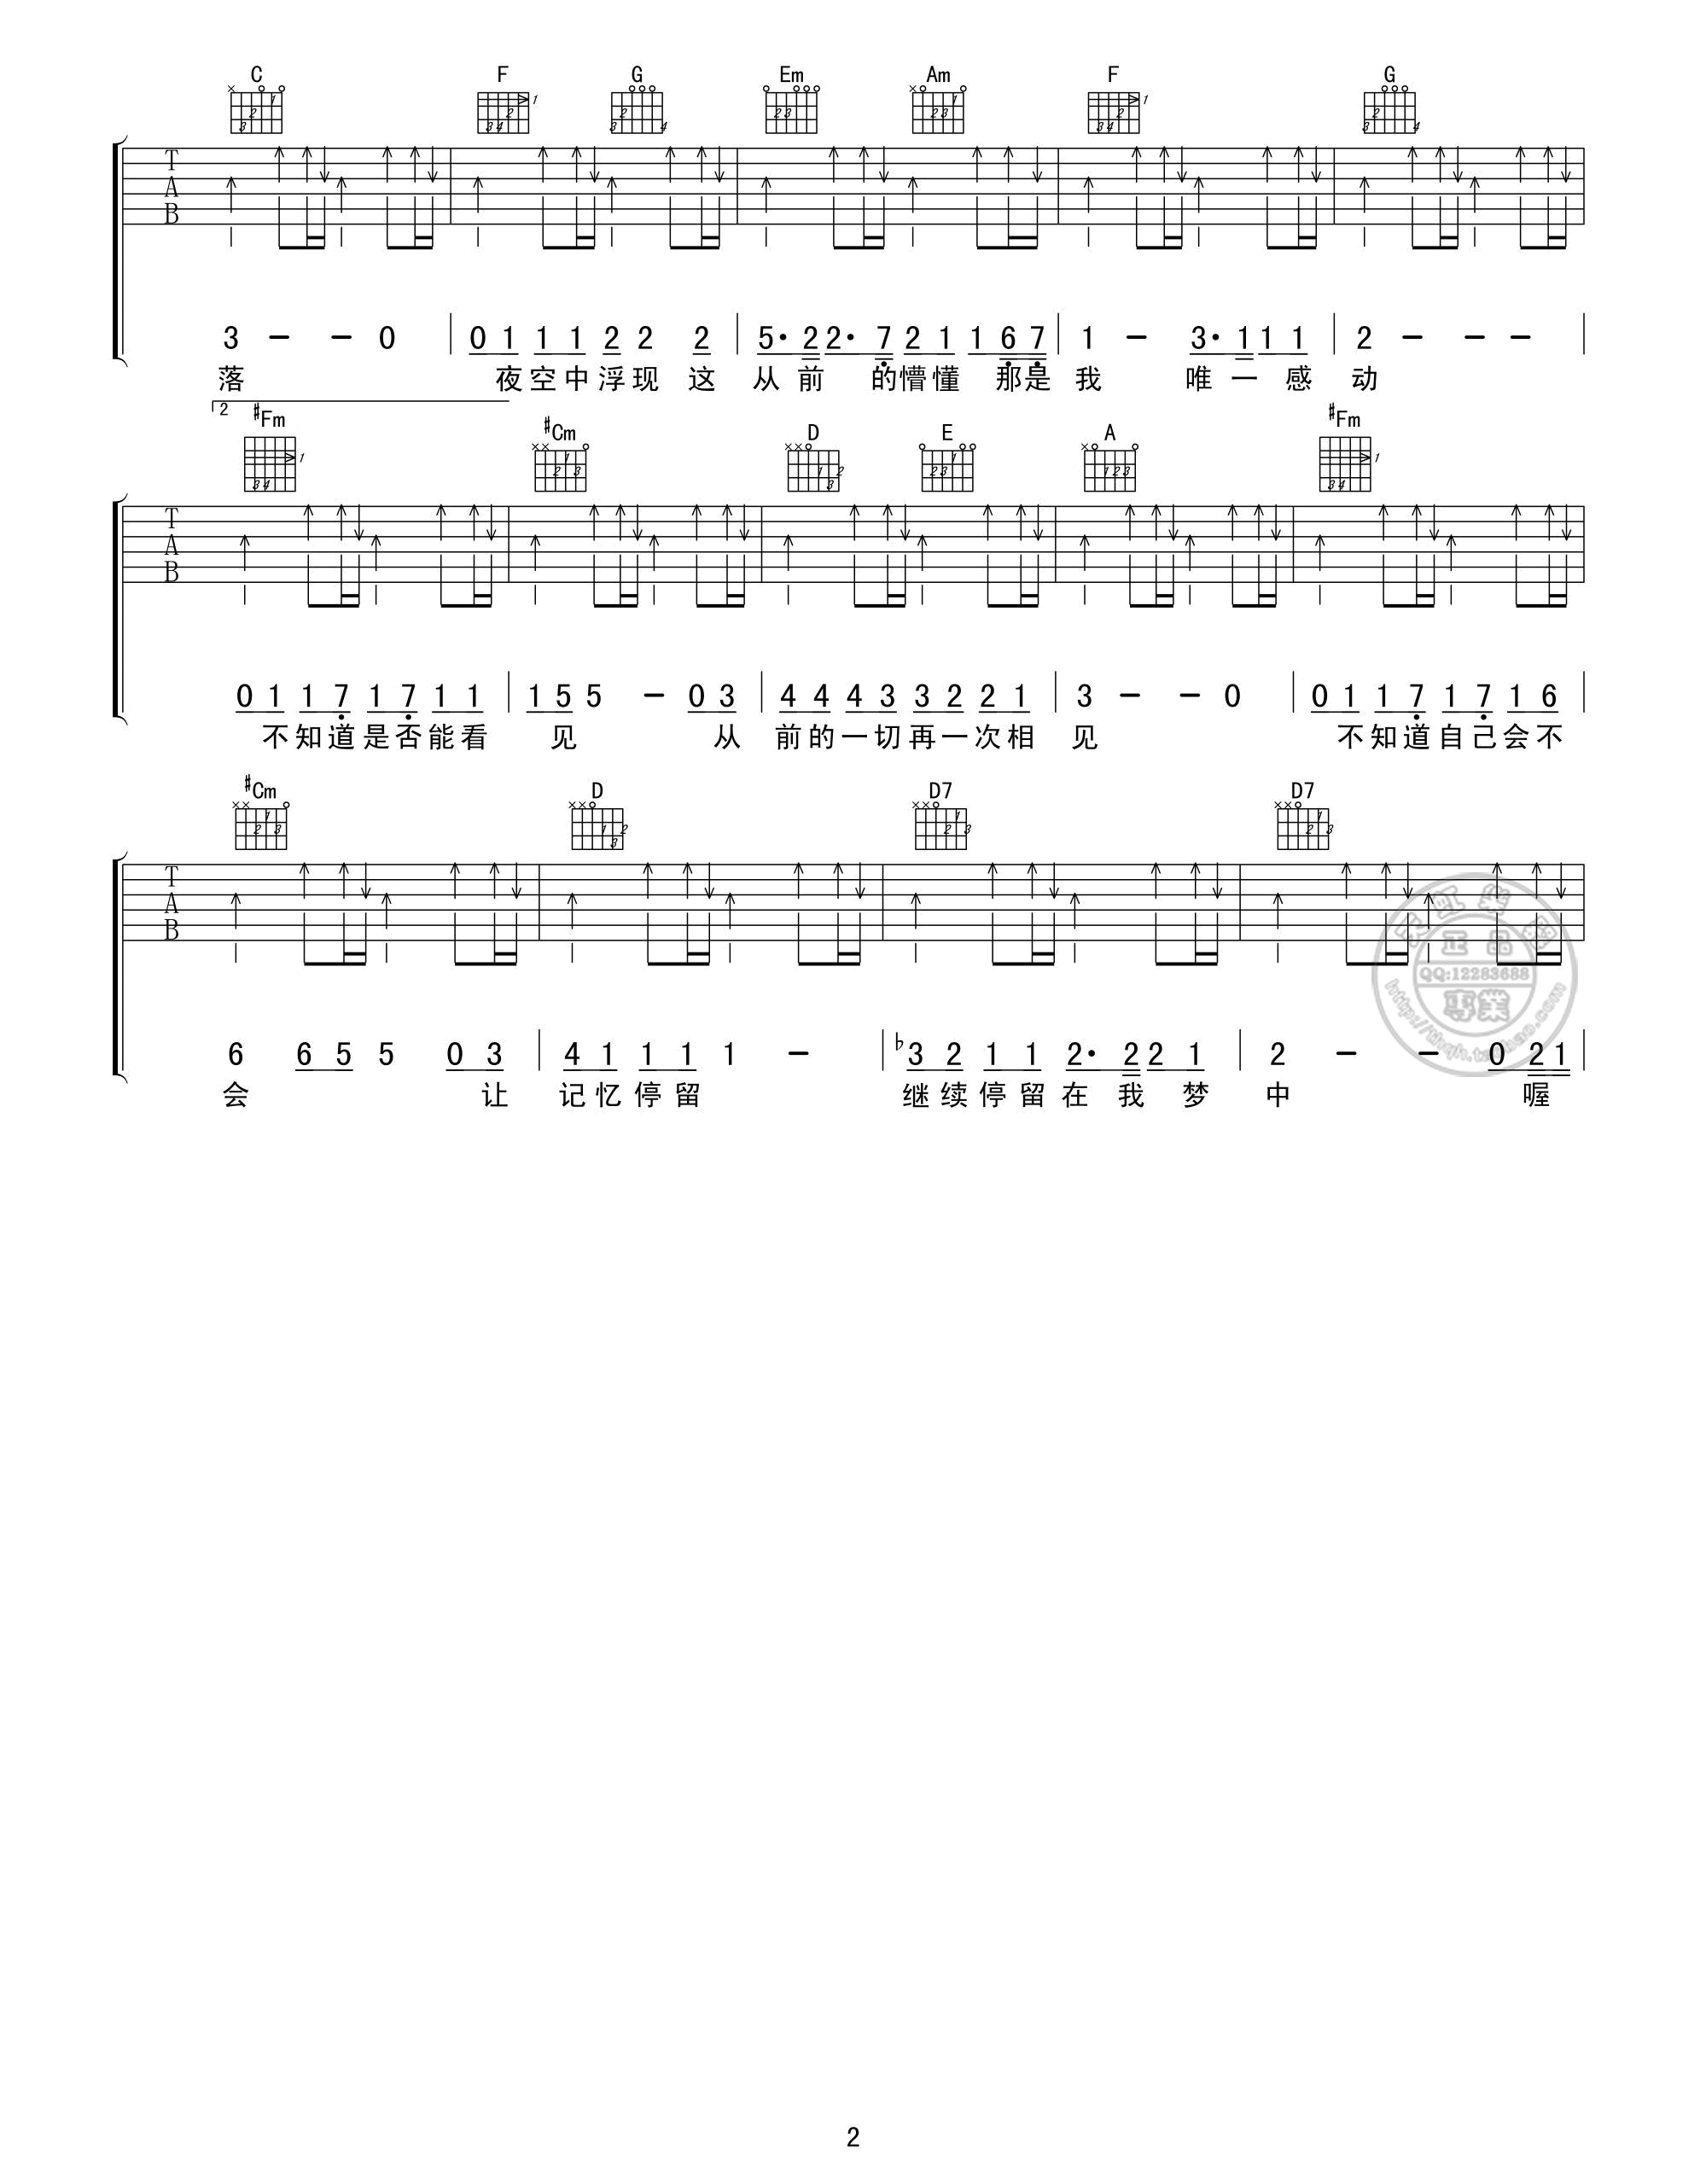 C F G Em Am F G
T
A
B
3 － － 0 | 0 1 1 1 2 2 2 | 5· 2 2· 7 2 1 1 6 7 | 1 － 3· 1 1 1 | 2 － － － |
落 夜空中浮现 这 从 前 的懵懂 那是 我 唯 一 感 动
2 #Fm #Cm D E A #Fm
T
A
B
0 1 1 7 1 7 1 1 | 1 5 5 － 0 3 | 4 4 4 3 3 2 2 1 | 3 － － 0 | 0 1 1 7 1 7 1 6 |
不知道是否能看 见 从 前的一切再一次相 见 不知道自己会不
#Cm D D7 D7
T
A
B
6 6 5 5 0 3 | 4 1 1 1 1 － | ♭3 2 1 1 2· 2 2 1 | 2 － － 0 2 1 |
会 让 记忆停留 继续停留在 我 梦 中 喔
正品
QQ:12283688
專業
2